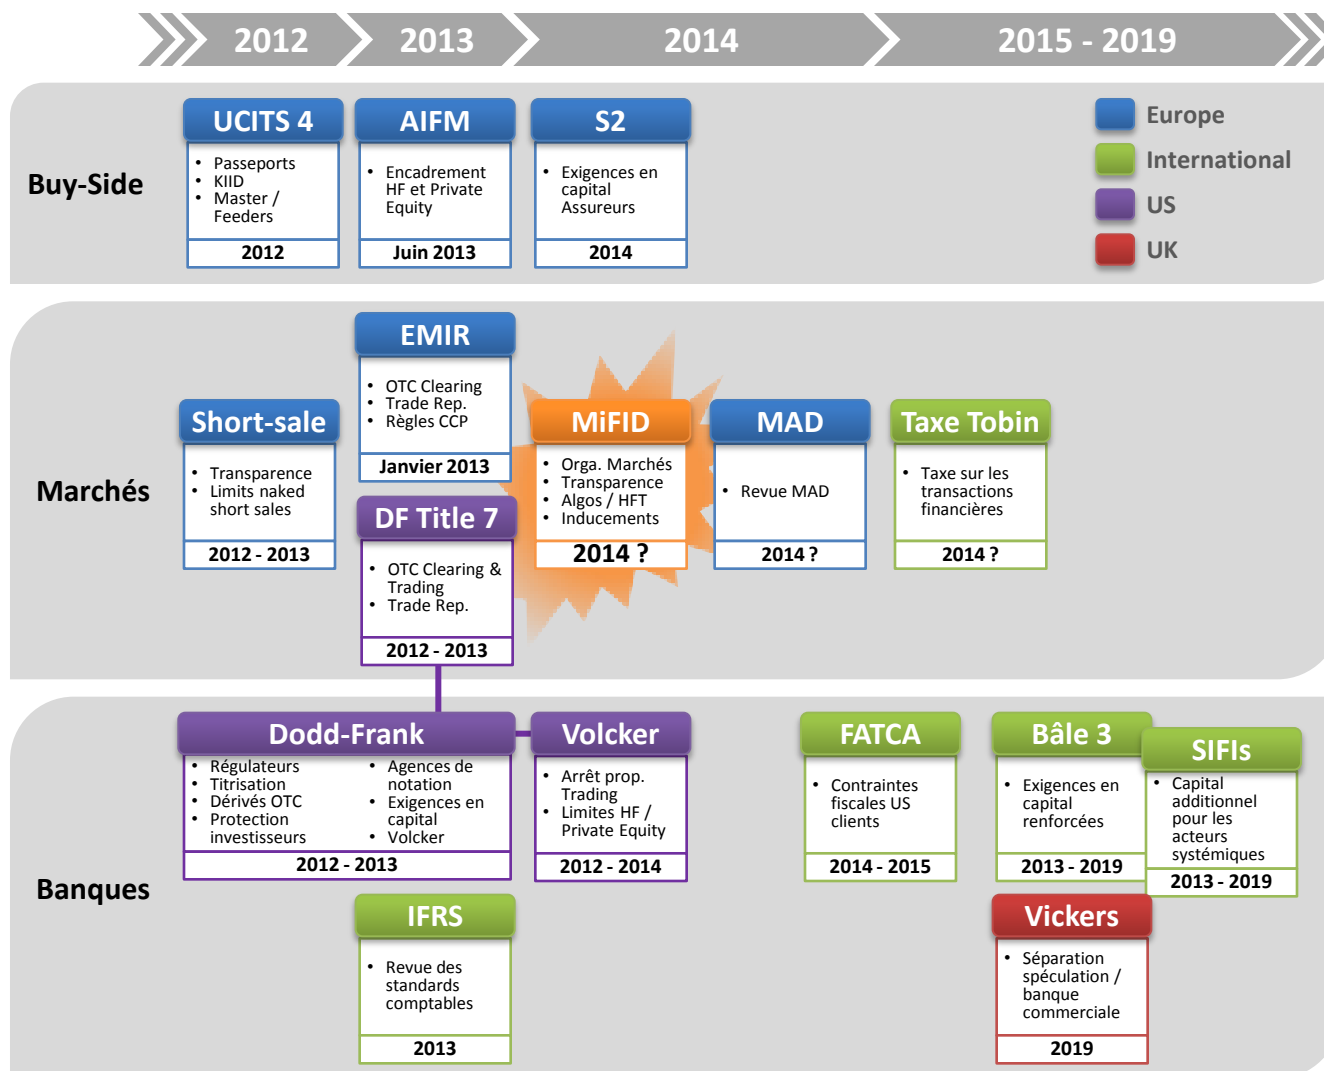 2012
2013
2014
2015 - 2019
Buy-Side
UCITS 4
• Passeports
• KIID
• Master /
Feeders
2012
AIFM
• Encadrement
HF et Private
Equity
Juin 2013
S2
• Exigences en
capital
Assureurs
2014
Europe
International
US
UK
Marchés
Short-sale
• Transparence
• Limits naked
short sales
2012 - 2013
EMIR
• OTC Clearing
• Trade Rep.
• Règles CCP
Janvier 2013
DF Title 7
• OTC Clearing &
Trading
• Trade Rep.
2012 - 2013
MiFID
• Orga. Marchés
• Transparence
• Algos / HFT
• Inducements
2014 ?
MAD
• Revue MAD
2014 ?
Taxe Tobin
• Taxe sur les
transactions
financières
2014 ?
Banques
Dodd-Frank
• Régulateurs
• Titrisation
• Dérivés OTC
• Protection
investisseurs
• Agences de
notation
• Exigences en
capital
• Volcker
2012 - 2013
Volcker
• Arrêt prop.
Trading
• Limites HF /
Private Equity
2012 - 2014
FATCA
• Contraintes
fiscales US
clients
2014 - 2015
Bâle 3
• Exigences en
capital
renforcées
2013 - 2019
SIFIs
• Capital
additionnel
pour les
acteurs
systémiques
2013 - 2019
IFRS
• Revue des
standards
comptables
2013
Vickers
• Séparation
spéculation /
banque
commerciale
2019